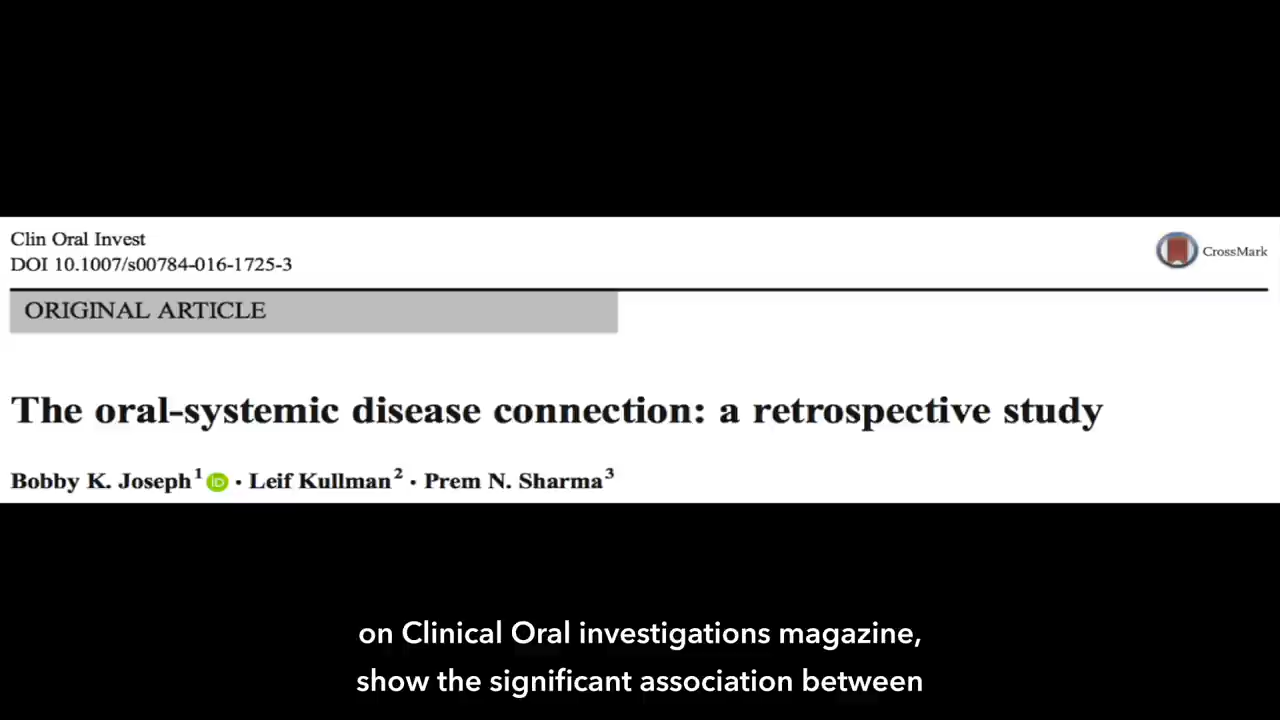 Clin Oral Invest
DOI 10.1007/s00784-016-1725-3
CrossMark
ORIGINAL ARTICLE
The oral-systemic disease connection: a retrospective study
Bobby K. Joseph¹ iD · Leif Kullman² · Prem N. Sharma³
on Clinical Oral investigations magazine,
show the significant association between